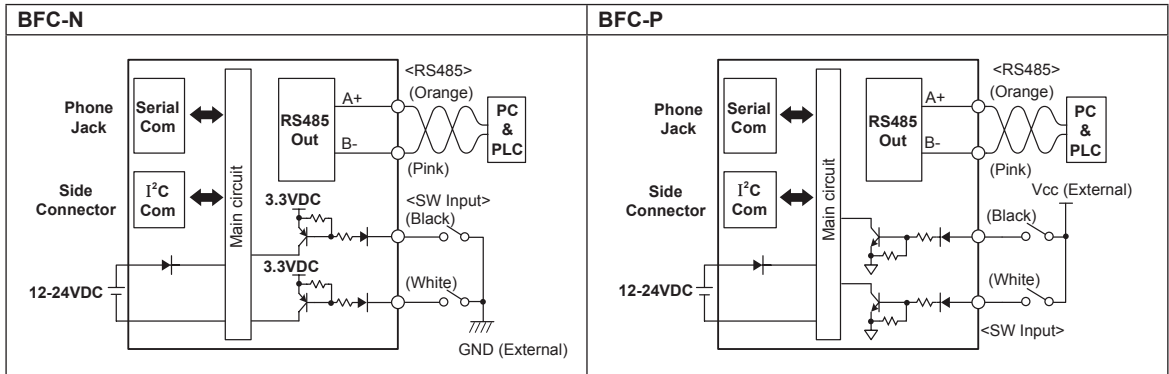 BFC-N
<RS485>
(Orange)
Phone
Jack
Serial
Com
Main circuit
RS485
Out
A+
B-
PC
&
PLC
(Pink)
Side
Connector
I²C
Com
3.3VDC
<SW Input>
(Black)
3.3VDC
(White)
12-24VDC
GND (External)
BFC-P
<RS485>
(Orange)
Phone
Jack
Serial
Com
Main circuit
RS485
Out
A+
B-
PC
&
PLC
(Pink)
Side
Connector
I²C
Com
Vcc (External)
(Black)
(White)
12-24VDC
<SW Input>